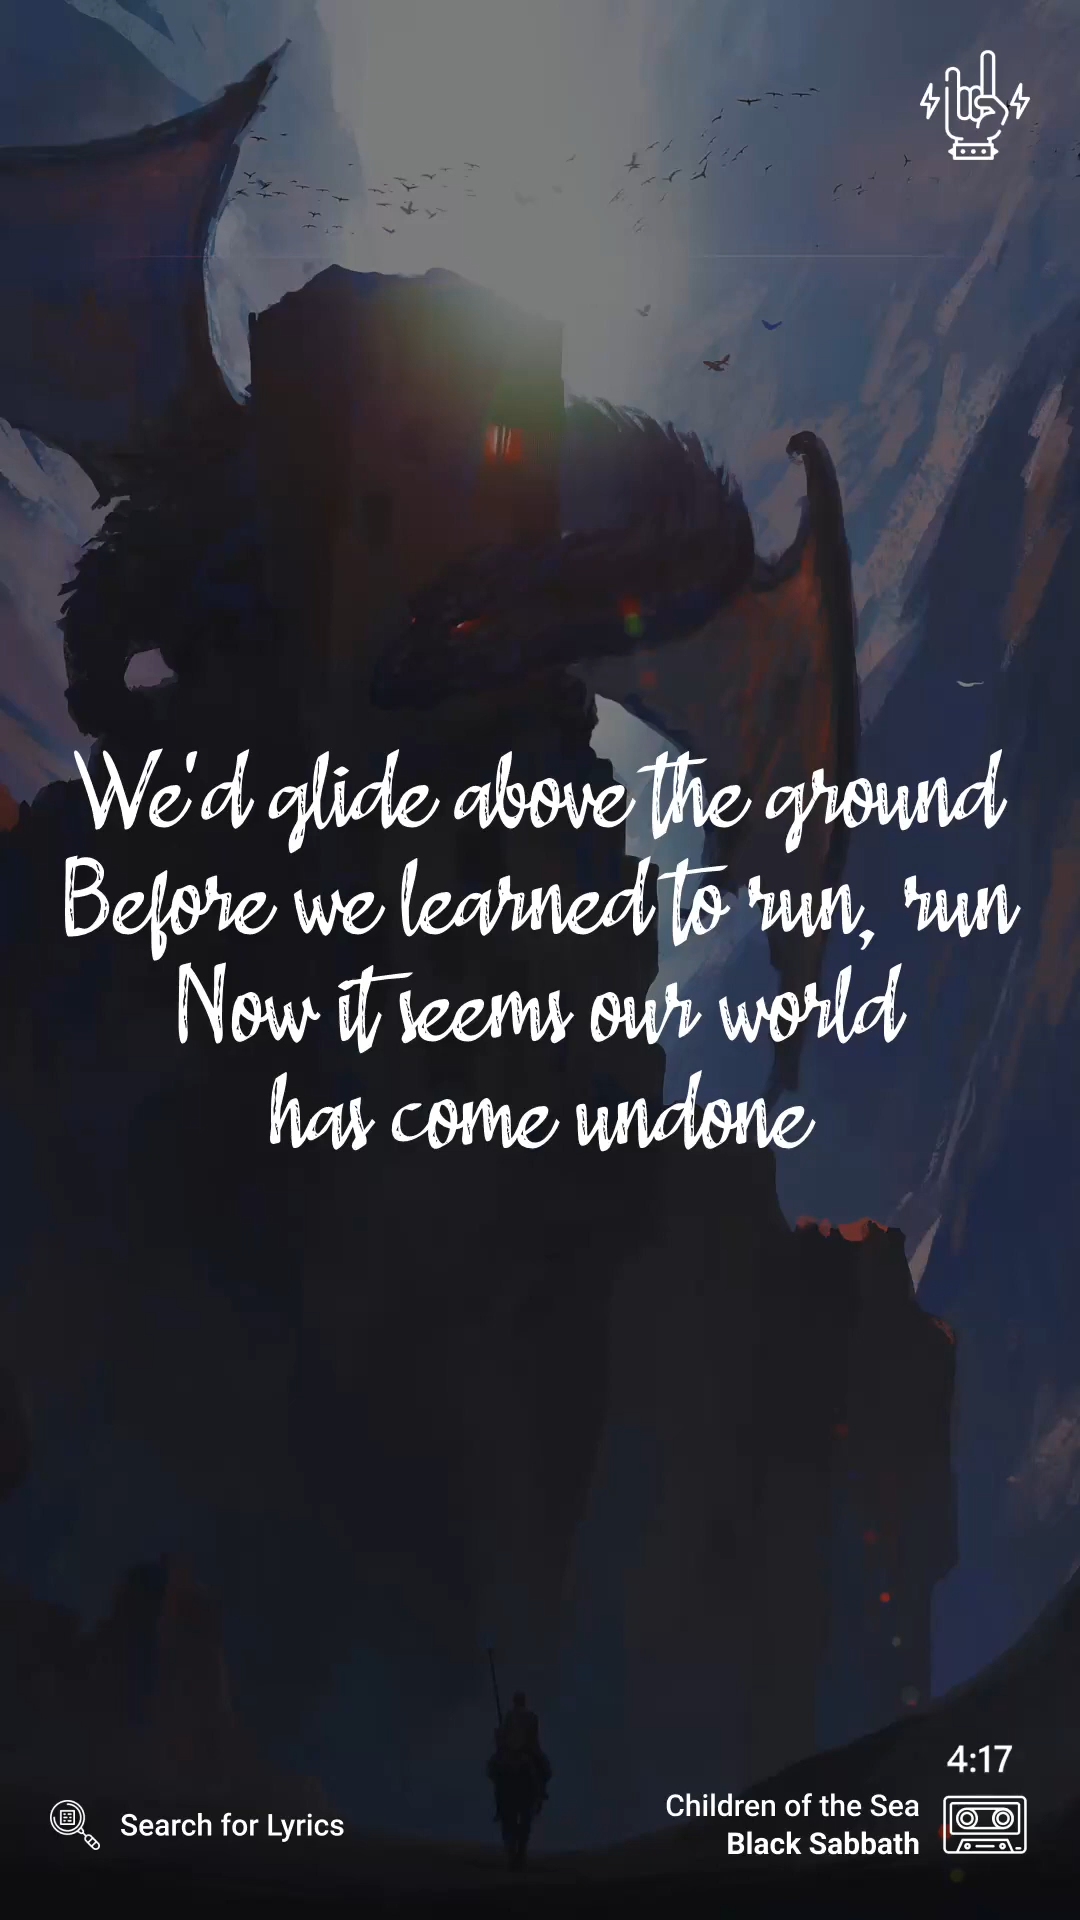 We'd glide above the ground
Before we learned to run, run
Now it seems our world
has come undone
4:17
Search for Lyrics
Children of the Sea
Black Sabbath